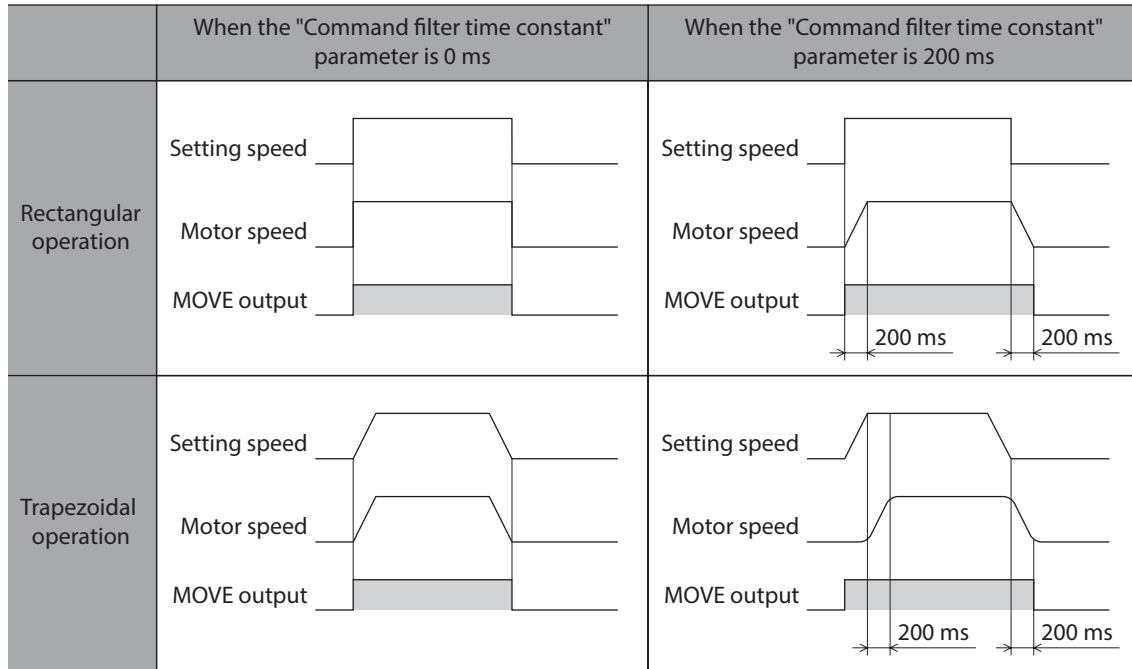 When the "Command filter time constant"
parameter is 0 ms
When the "Command filter time constant"
parameter is 200 ms
Rectangular
operation
Setting speed
Motor speed
MOVE output
Setting speed
Motor speed
MOVE output
200 ms
200 ms
Trapezoidal
operation
Setting speed
Motor speed
MOVE output
Setting speed
Motor speed
MOVE output
200 ms
200 ms